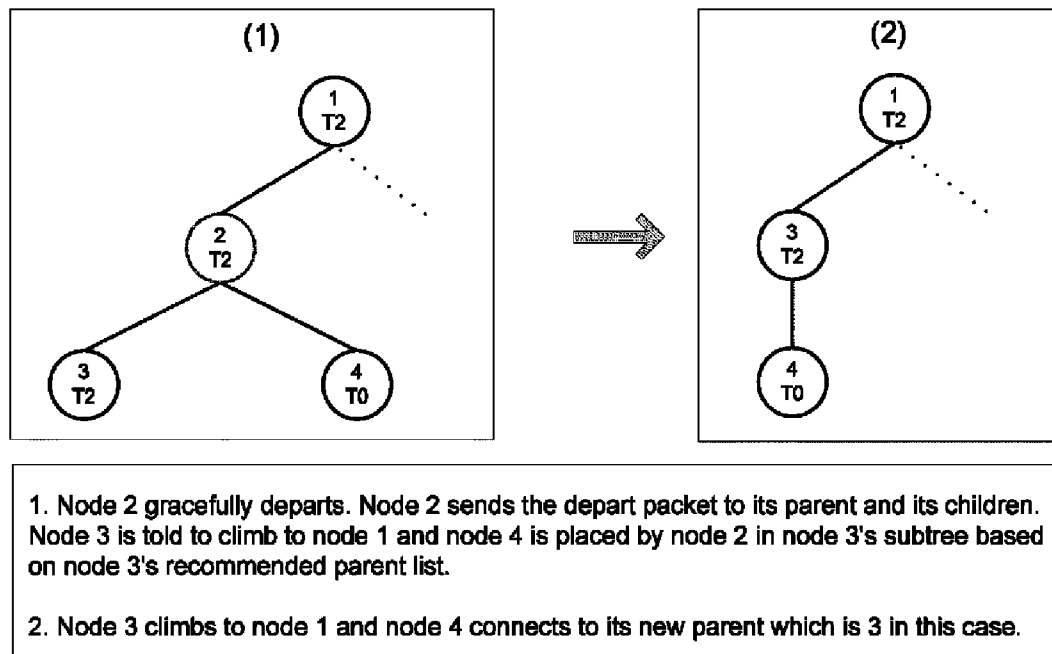 (1)
1
T2
2
T2
3
T2
4
T0
(2)
1
T2
3
T2
4
T0
1. Node 2 gracefully departs. Node 2 sends the depart packet to its parent and its children.
Node 3 is told to climb to node 1 and node 4 is placed by node 2 in node 3's subtree based
on node 3's recommended parent list.
2. Node 3 climbs to node 1 and node 4 connects to its new parent which is 3 in this case.